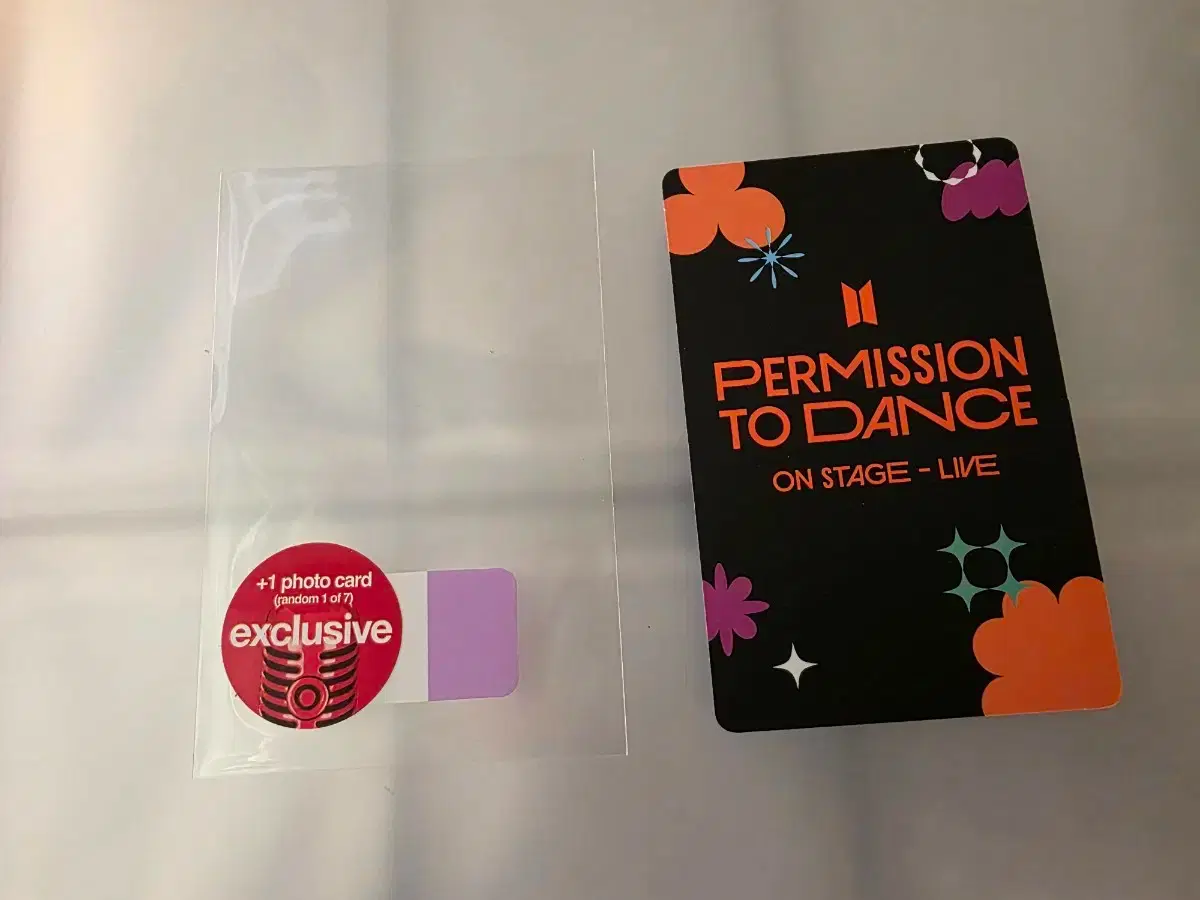 +1 photo card
(random 1 of 7)
exclusive
PERMISSION
TO DANCE
ON STAGE - LIVE